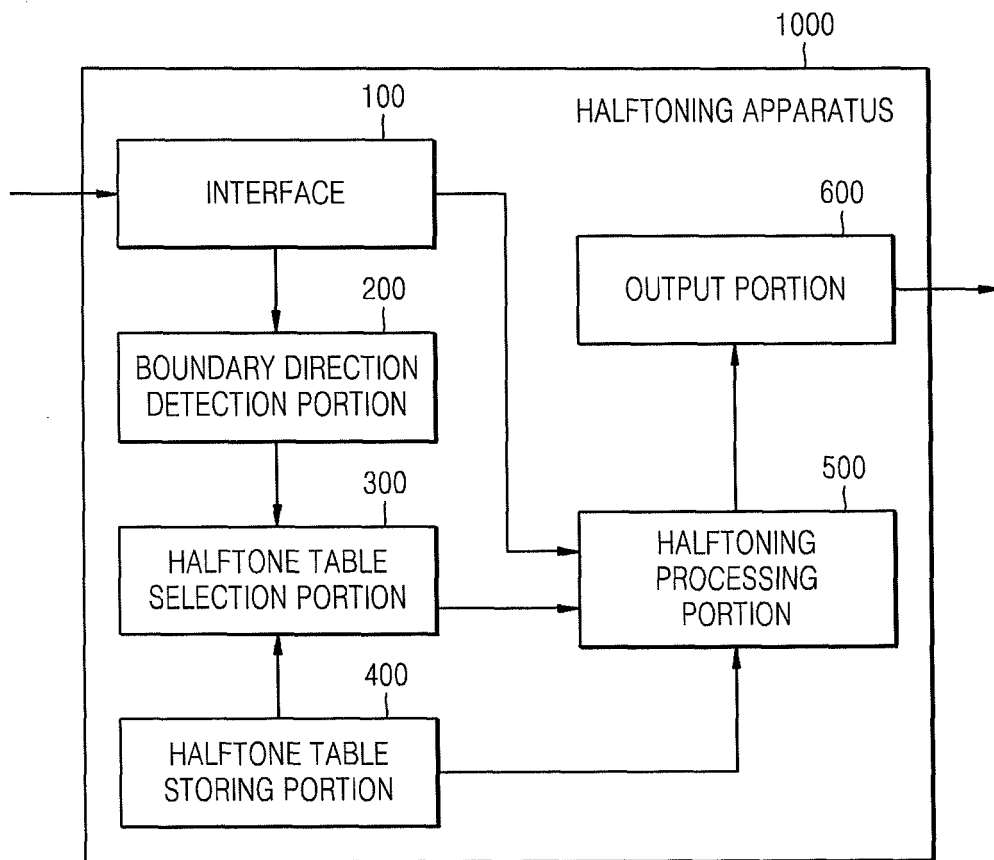 1000
HALFTONING APPARATUS
100
INTERFACE
200
BOUNDARY DIRECTION
DETECTION PORTION
300
HALFTONE TABLE
SELECTION PORTION
400
HALFTONE TABLE
STORING PORTION
600
OUTPUT PORTION
500
HALFTONING
PROCESSING
PORTION